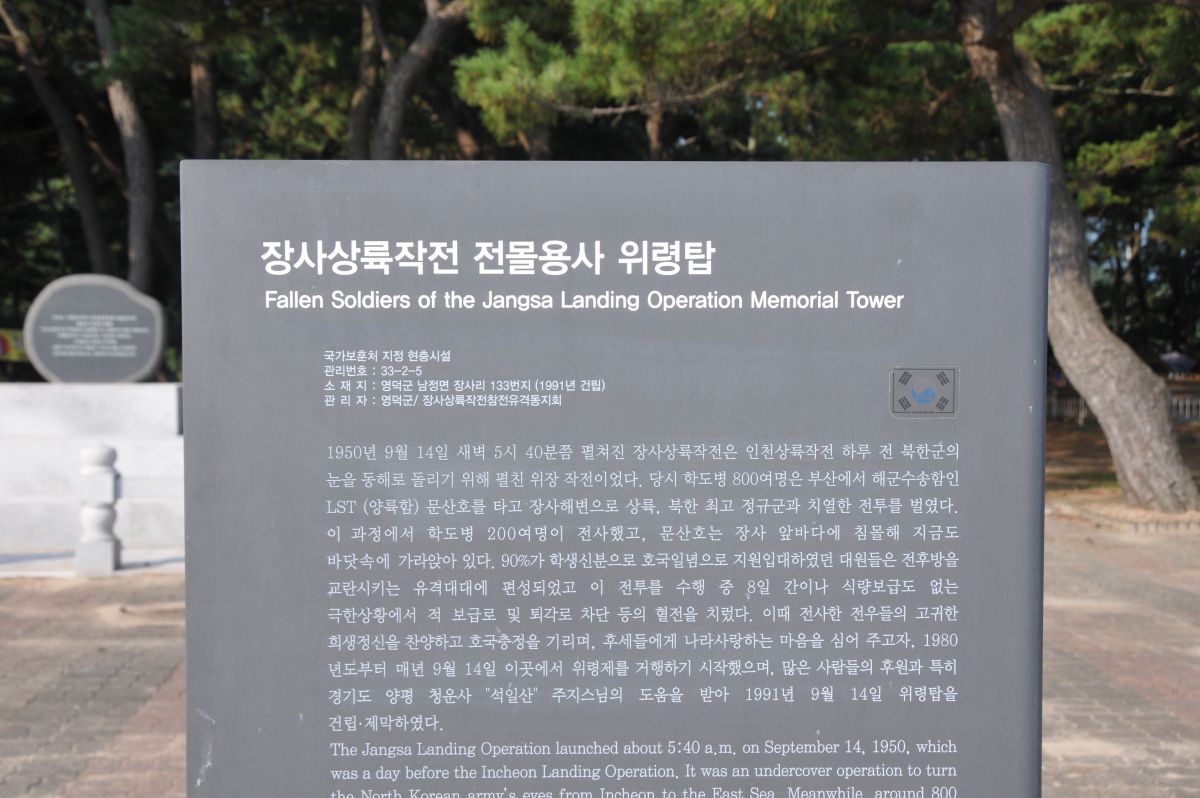 장사상륙작전 전몰용사 위령탑
Fallen Soldiers of the Jangsa Landing Operation Memorial Tower
국가보훈처 지정 현충시설
관리번호 : 33-2-5
소 재 지 : 영덕군 남정면 장사리 133번지 (1991년 건립)
관 리 자 : 영덕군/ 장사상륙작전참전유격동지회
1950년 9월 14일 새벽 5시 40분쯤 펼쳐진 장사상륙작전은 인천상륙작전 하루 전 북한군의
눈을 동해로 돌리기 위해 펼친 위장 작전이었다. 당시 학도병 800여명은 부산에서 해군수송함인
LST (양륙함) 문산호를 타고 장사해변으로 상륙, 북한 최고 정규군과 치열한 전투를 벌였다.
이 과정에서 학도병 200여명이 전사했고, 문산호는 장사 앞바다에 침몰해 지금도
바닷속에 가라앉아 있다. 90%가 학생신분으로 호국일념으로 지원입대하였던 대원들은 전후방을
교란시키는 유격대대에 편성되었고 이 전투를 수행 중 8일 간이나 식량보급도 없는
극한상황에서 적 보급로 및 퇴각로 차단 등의 혈전을 치렀다. 이때 전사한 전우들의 고귀한
희생정신을 찬양하고 호국충정을 기리며, 후세들에게 나라사랑하는 마음을 심어 주고자, 1980
년도부터 매년 9월 14일 이곳에서 위령제를 거행하기 시작했으며, 많은 사람들의 후원과 특히
경기도 양평 청운사 "석일산" 주지스님의 도움을 받아 1991년 9월 14일 위령탑을
건립·제막하였다.
The Jangsa Landing Operation launched about 5:40 a.m. on September 14, 1950, which
was a day before the Incheon Landing Operation. It was an undercover operation to turn
the North Korean army's eyes from Incheon to the East Sea. Meanwhile, around 800